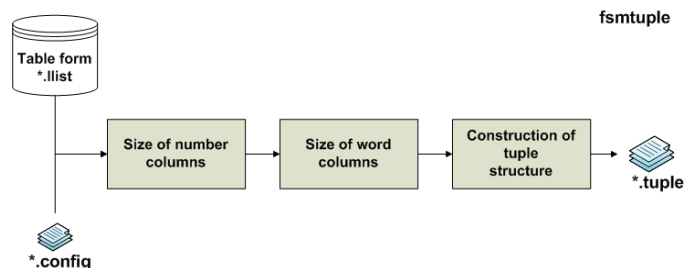 fsmtuple
Table form
*.llist
Size of number
columns
Size of word
columns
Construction of
tuple
structure
*.tuple
*.config